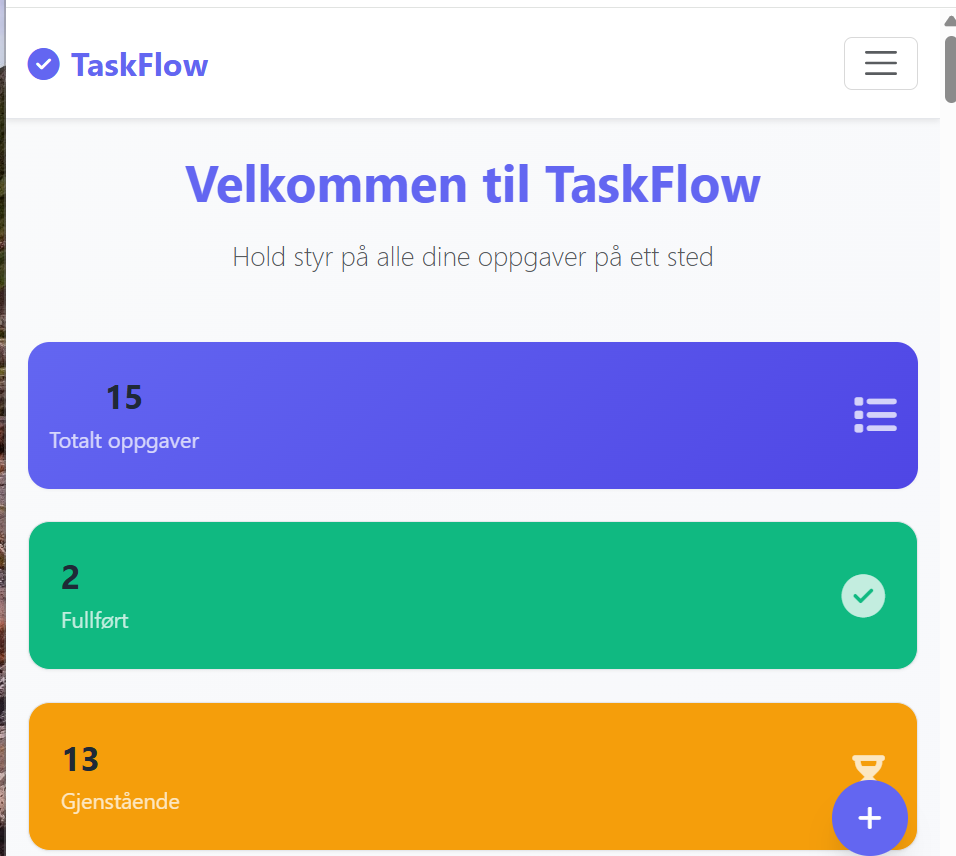 TaskFlow
Velkommen til TaskFlow
Hold styr på alle dine oppgaver på ett sted
15
Totalt oppgaver
2
Fullført
13
Gjenstående